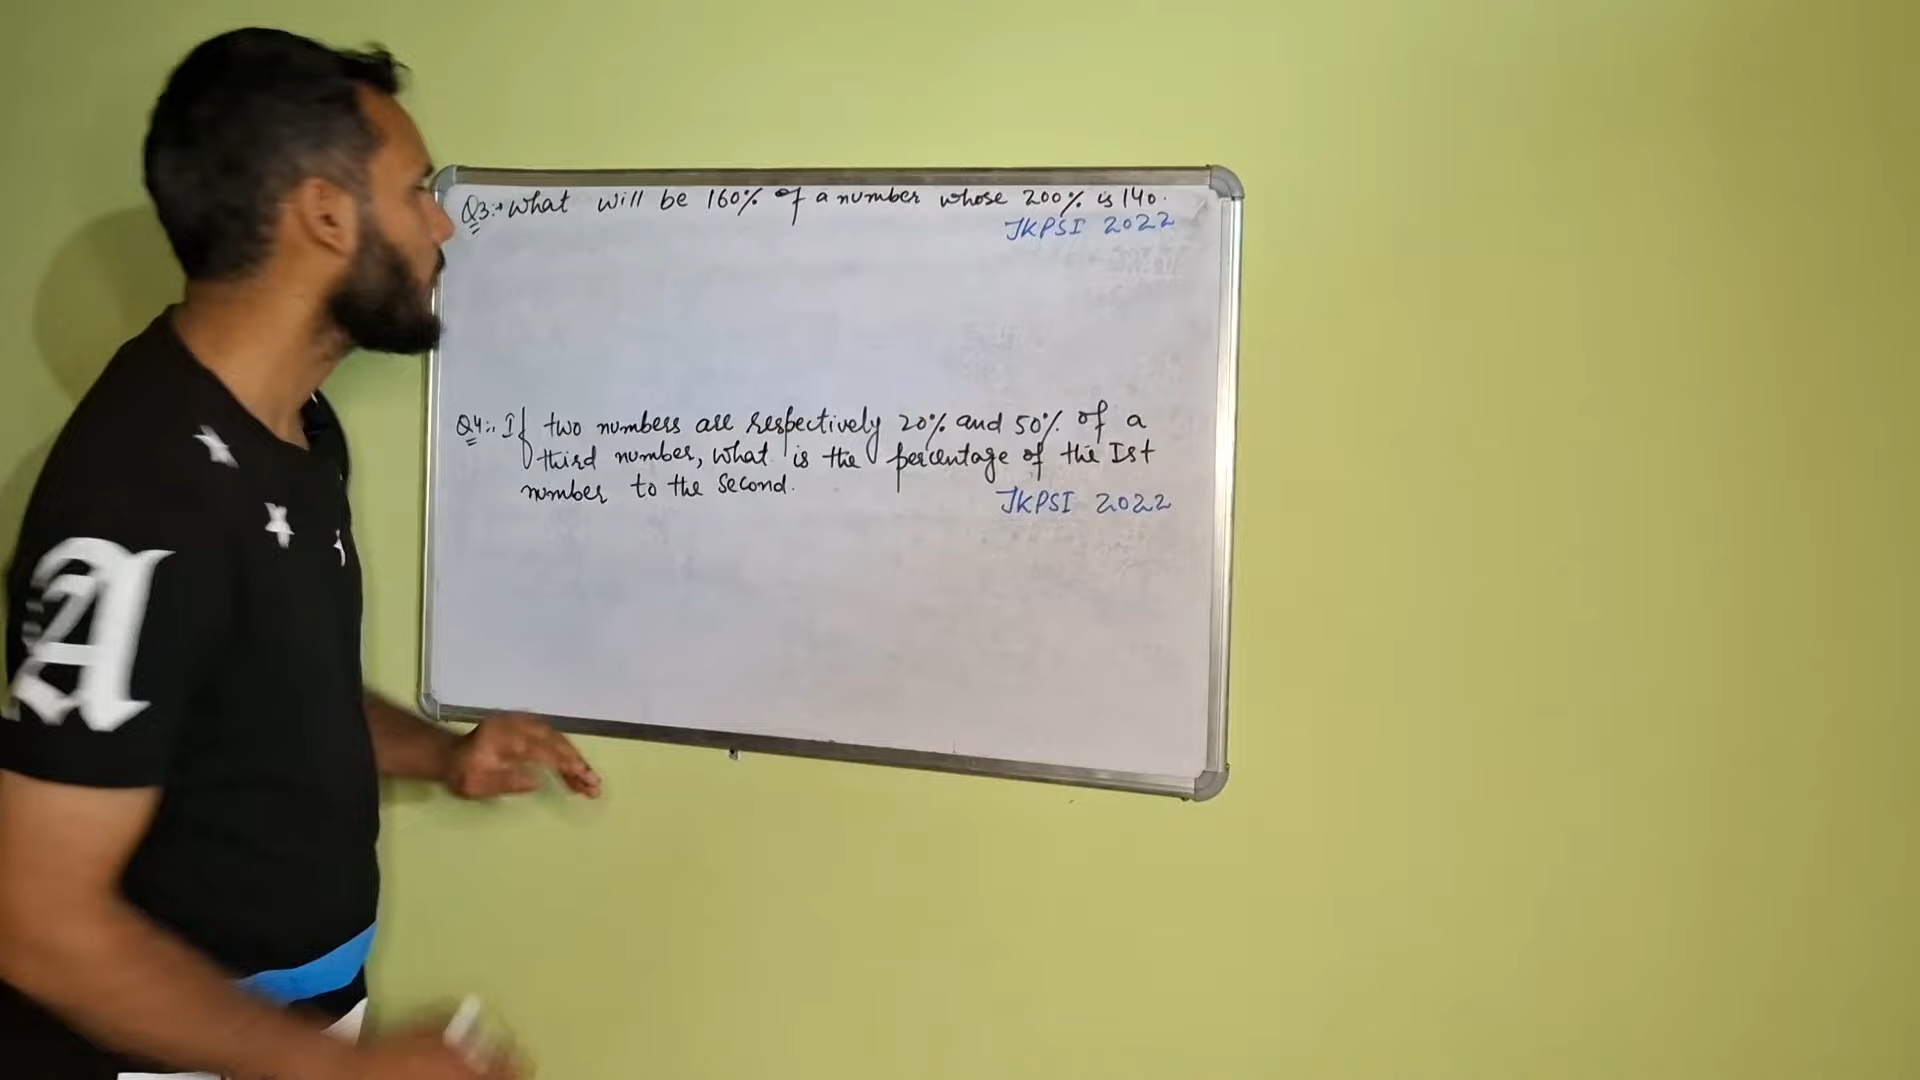 Q3:→ What will be 160% of a number whose 200% is 140.
JKPSI 2022
Q4:. If two numbers are respectively 20% and 50% of a
third number, what is the percentage of the Ist
number to the second.
JKPSI 2022
A